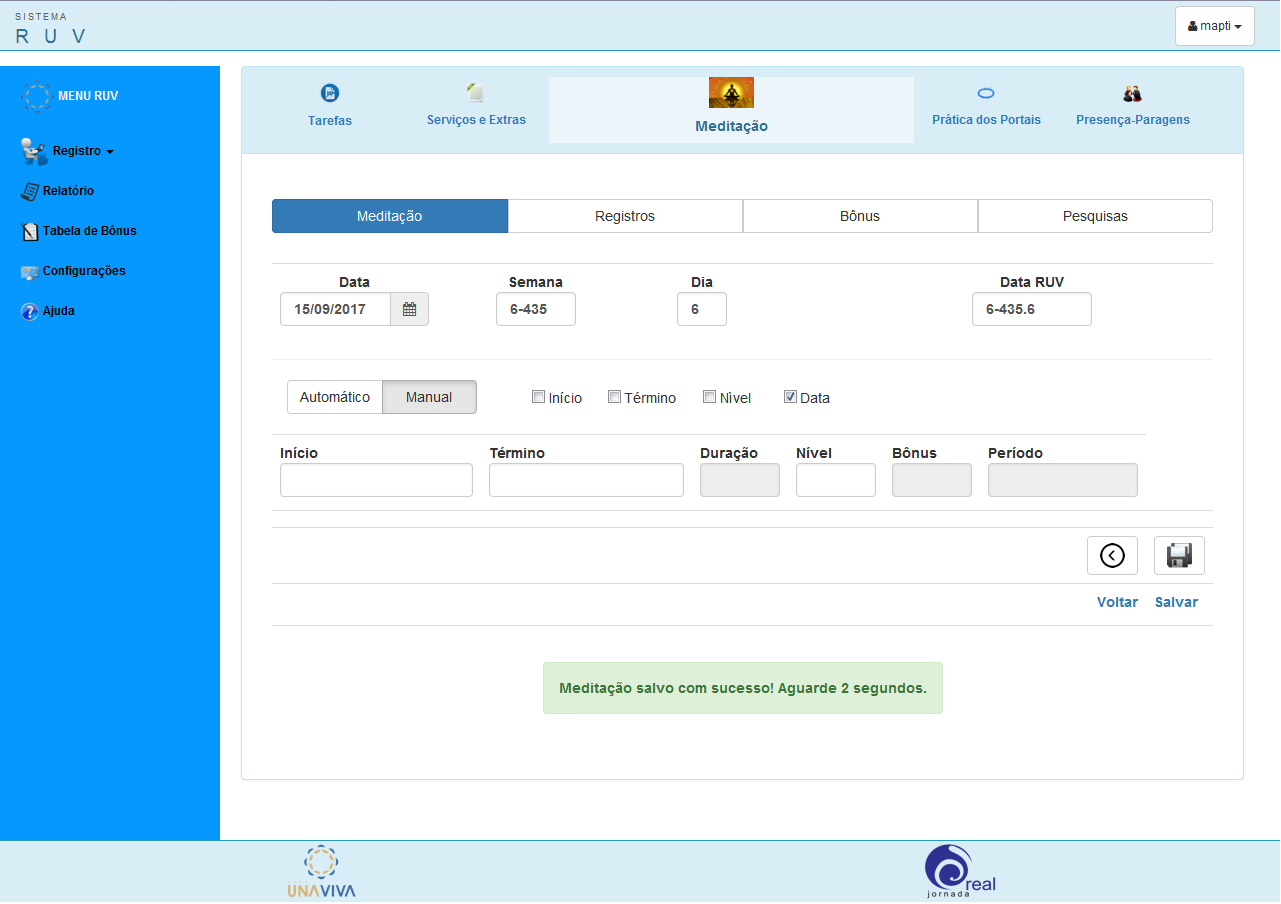 SISTEMA
R U V
mapti
MENU RUV
Registro
Relatório
Tabela de Bônus
Configurações
Ajuda
Tarefas
Serviços e Extras
Meditação
Prática dos Portais
Presença-Paragens
Meditação
Registros
Bônus
Pesquisas
Data
Semana
Dia
Data RUV
15/09/2017
6-435
6
6-435.6
Automático
Manual
Início
Término
Nìvel
Data
Início
Término
Duração
Nível
Bônus
Período
Voltar
Salvar
Meditação salvo com sucesso! Aguarde 2 segundos.
UNAVIVA
real
jornada